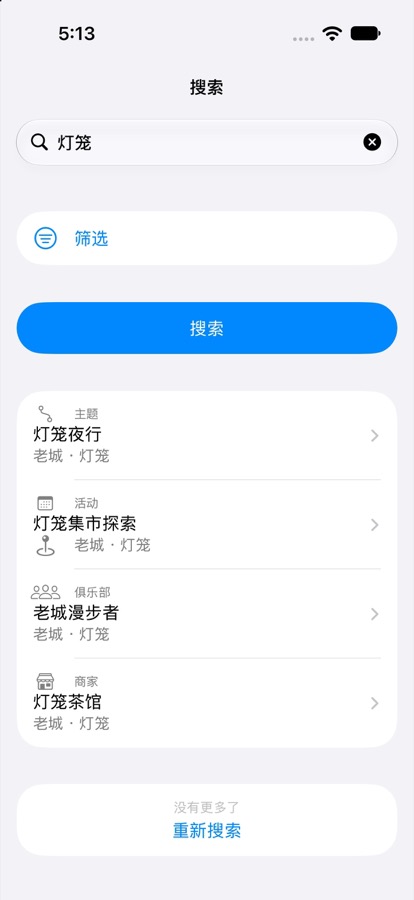 5:13
搜索
灯笼
筛选
搜索
主题
灯笼夜行
老城 · 灯笼
活动
灯笼集市探索
老城 · 灯笼
俱乐部
老城漫步者
老城 · 灯笼
商家
灯笼茶馆
老城 · 灯笼
没有更多了
重新搜索